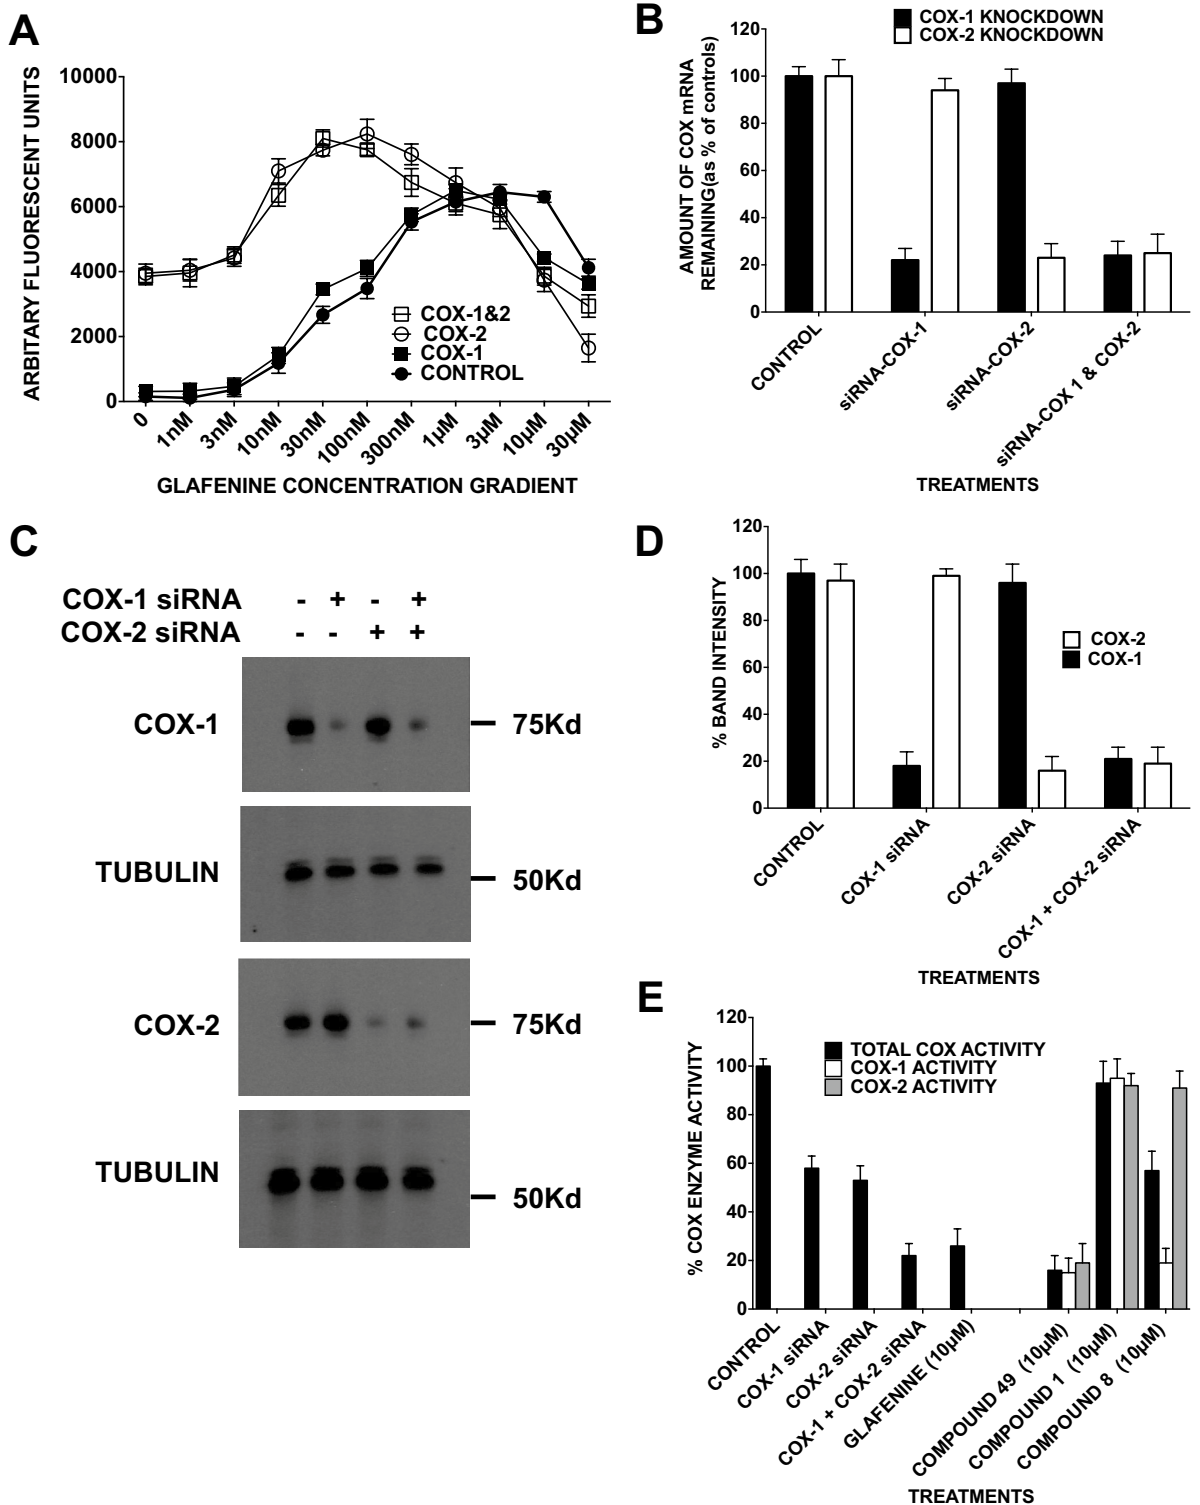 A
ARBITARY FLUORESCENT UNITS
10000
8000
6000
4000
2000
0
COX-1&2
COX-2
COX-1
CONTROL
0
1nM
3nM
10nM
30nM
100nM
300nM
1µM
3µM
10µM
30µM
GLAFENINE CONCENTRATION GRADIENT
B
AMOUNT OF COX mRNA
REMAINING(as % of controls)
120
100
80
60
40
20
0
COX-1 KNOCKDOWN
COX-2 KNOCKDOWN
CONTROL
siRNA-COX-1
siRNA-COX-2
siRNA-COX 1 & COX-2
TREATMENTS
C
COX-1 siRNA - + - +
COX-2 siRNA - - + +
COX-1
75Kd
TUBULIN
50Kd
COX-2
75Kd
TUBULIN
50Kd
D
% BAND INTENSITY
120
100
80
60
40
20
0
COX-2
COX-1
CONTROL
COX-1 siRNA
COX-2 siRNA
COX-1 + COX-2 siRNA
TREATMENTS
E
% COX ENZYME ACTIVITY
120
100
80
60
40
20
0
TOTAL COX ACTIVITY
COX-1 ACTIVITY
COX-2 ACTIVITY
CONTROL
COX-1 siRNA
COX-2 siRNA
COX-1 + COX-2 siRNA
GLAFENINE (10µM)
COMPOUND 49 (10µM)
COMPOUND 1 (10µM)
COMPOUND 8 (10µM)
TREATMENTS